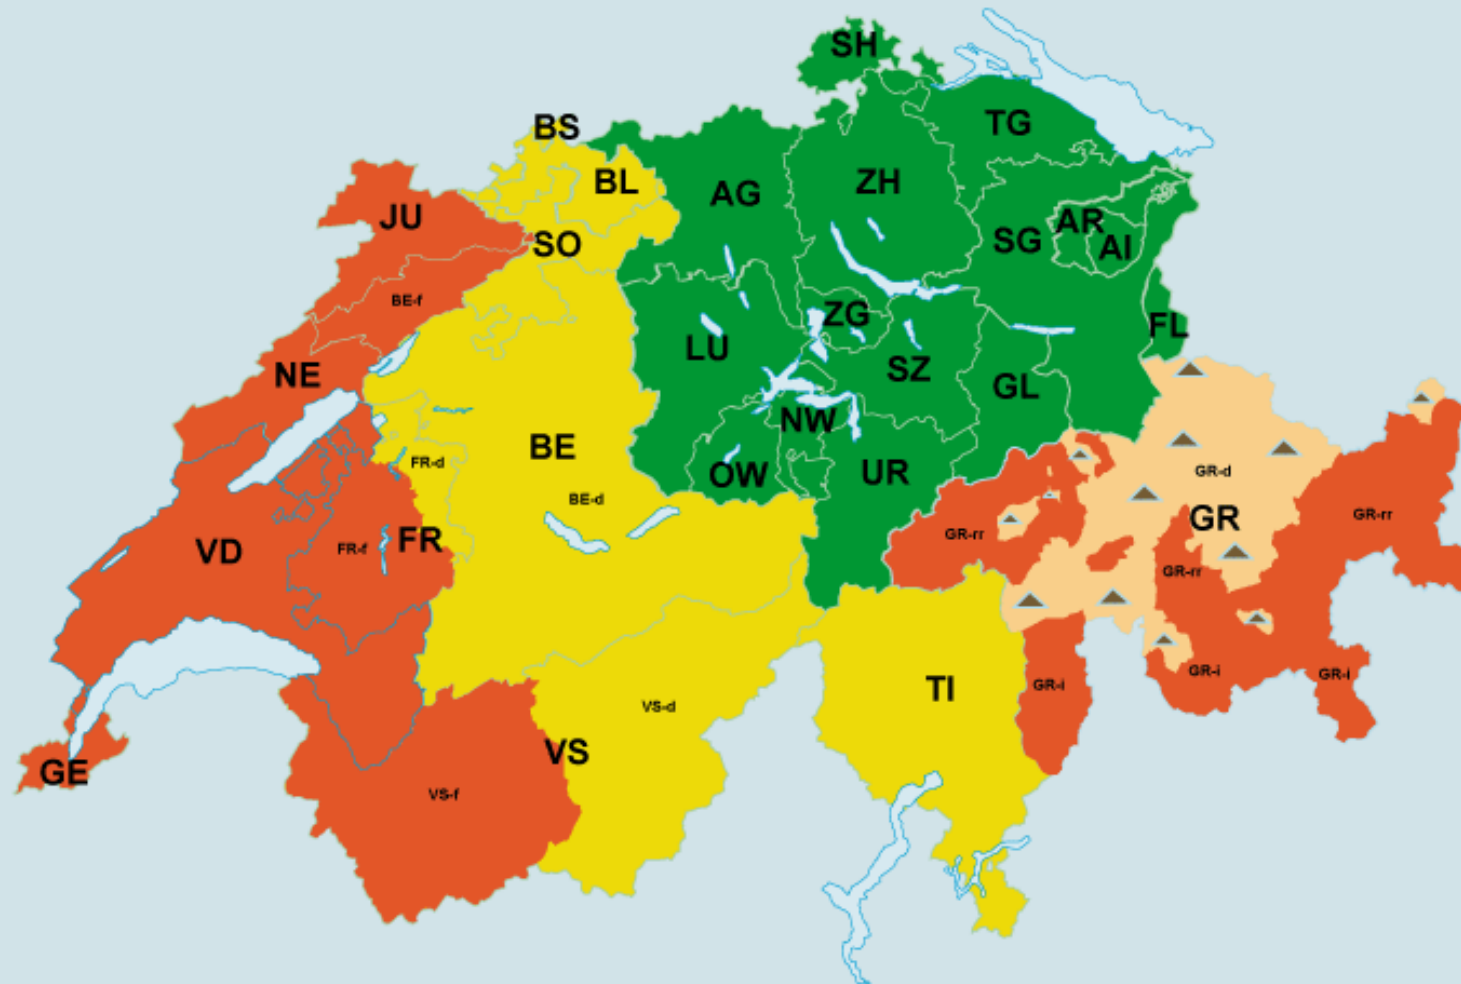 SH
TG
BS
BL
AG
ZH
JU
SO
SG
AR
AI
BE-f
ZG
FL
LU
SZ
NE
GL
NW
BE
FR-d
OW
UR
GR-d
BE-d
GR
GR-rr
VD
FR-f
FR
GR-rr
GR-rr
TI
GR-i
GR-i
GR-i
VS-d
VS
GE
VS-f